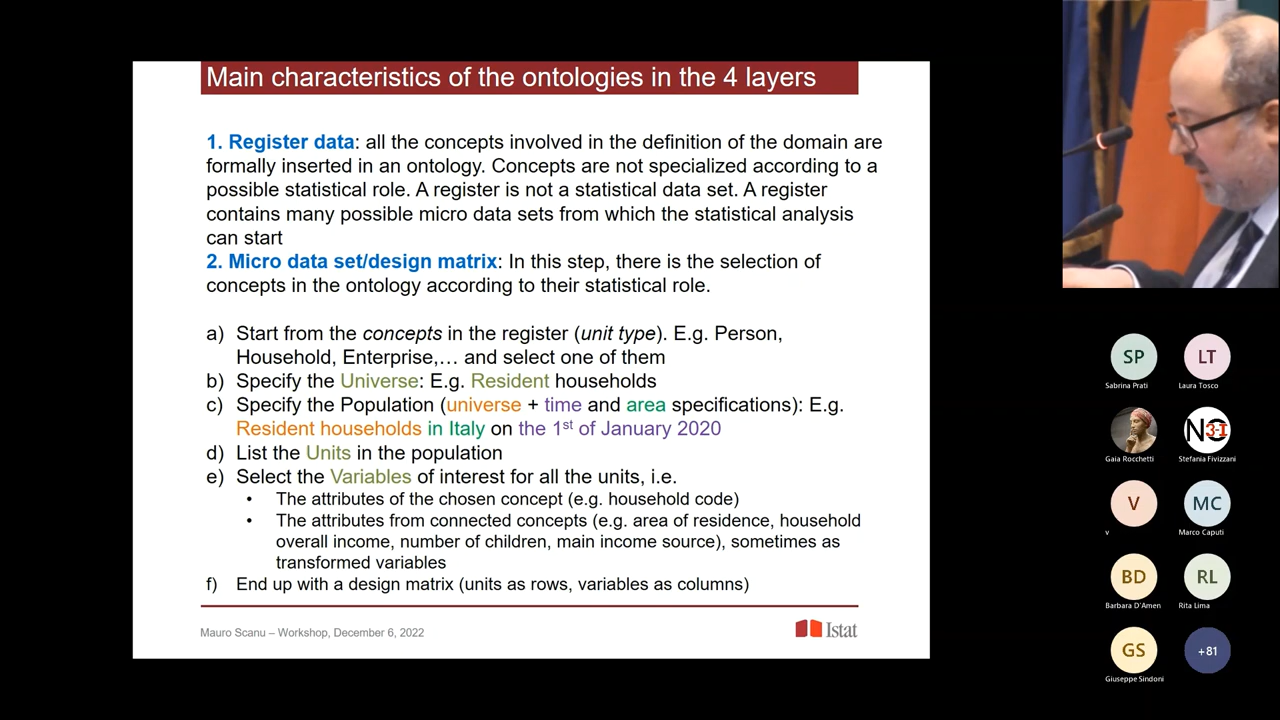 Main characteristics of the ontologies in the 4 layers
1. Register data: all the concepts involved in the definition of the domain are
formally inserted in an ontology. Concepts are not specialized according to a
possible statistical role. A register is not a statistical data set. A register
contains many possible micro data sets from which the statistical analysis
can start
2. Micro data set/design matrix: In this step, there is the selection of
concepts in the ontology according to their statistical role.
a) Start from the concepts in the register (unit type). E.g. Person,
Household, Enterprise,… and select one of them
b) Specify the Universe: E.g. Resident households
c) Specify the Population (universe + time and area specifications): E.g.
Resident households in Italy on the 1st of January 2020
d) List the Units in the population
e) Select the Variables of interest for all the units, i.e.
• The attributes of the chosen concept (e.g. household code)
• The attributes from connected concepts (e.g. area of residence, household
overall income, number of children, main income source), sometimes as
transformed variables
f) End up with a design matrix (units as rows, variables as columns)
Mauro Scanu – Workshop, December 6, 2022
Istat
SP
LT
Sabrina Prati
Laura Tosco
N3-I
Gaia Rocchetti
Stefania Fivizzani
V
MC
v
Marco Caputi
BD
RL
Barbara D'Amen
Rita Lima
GS
+81
Giuseppe Sindoni